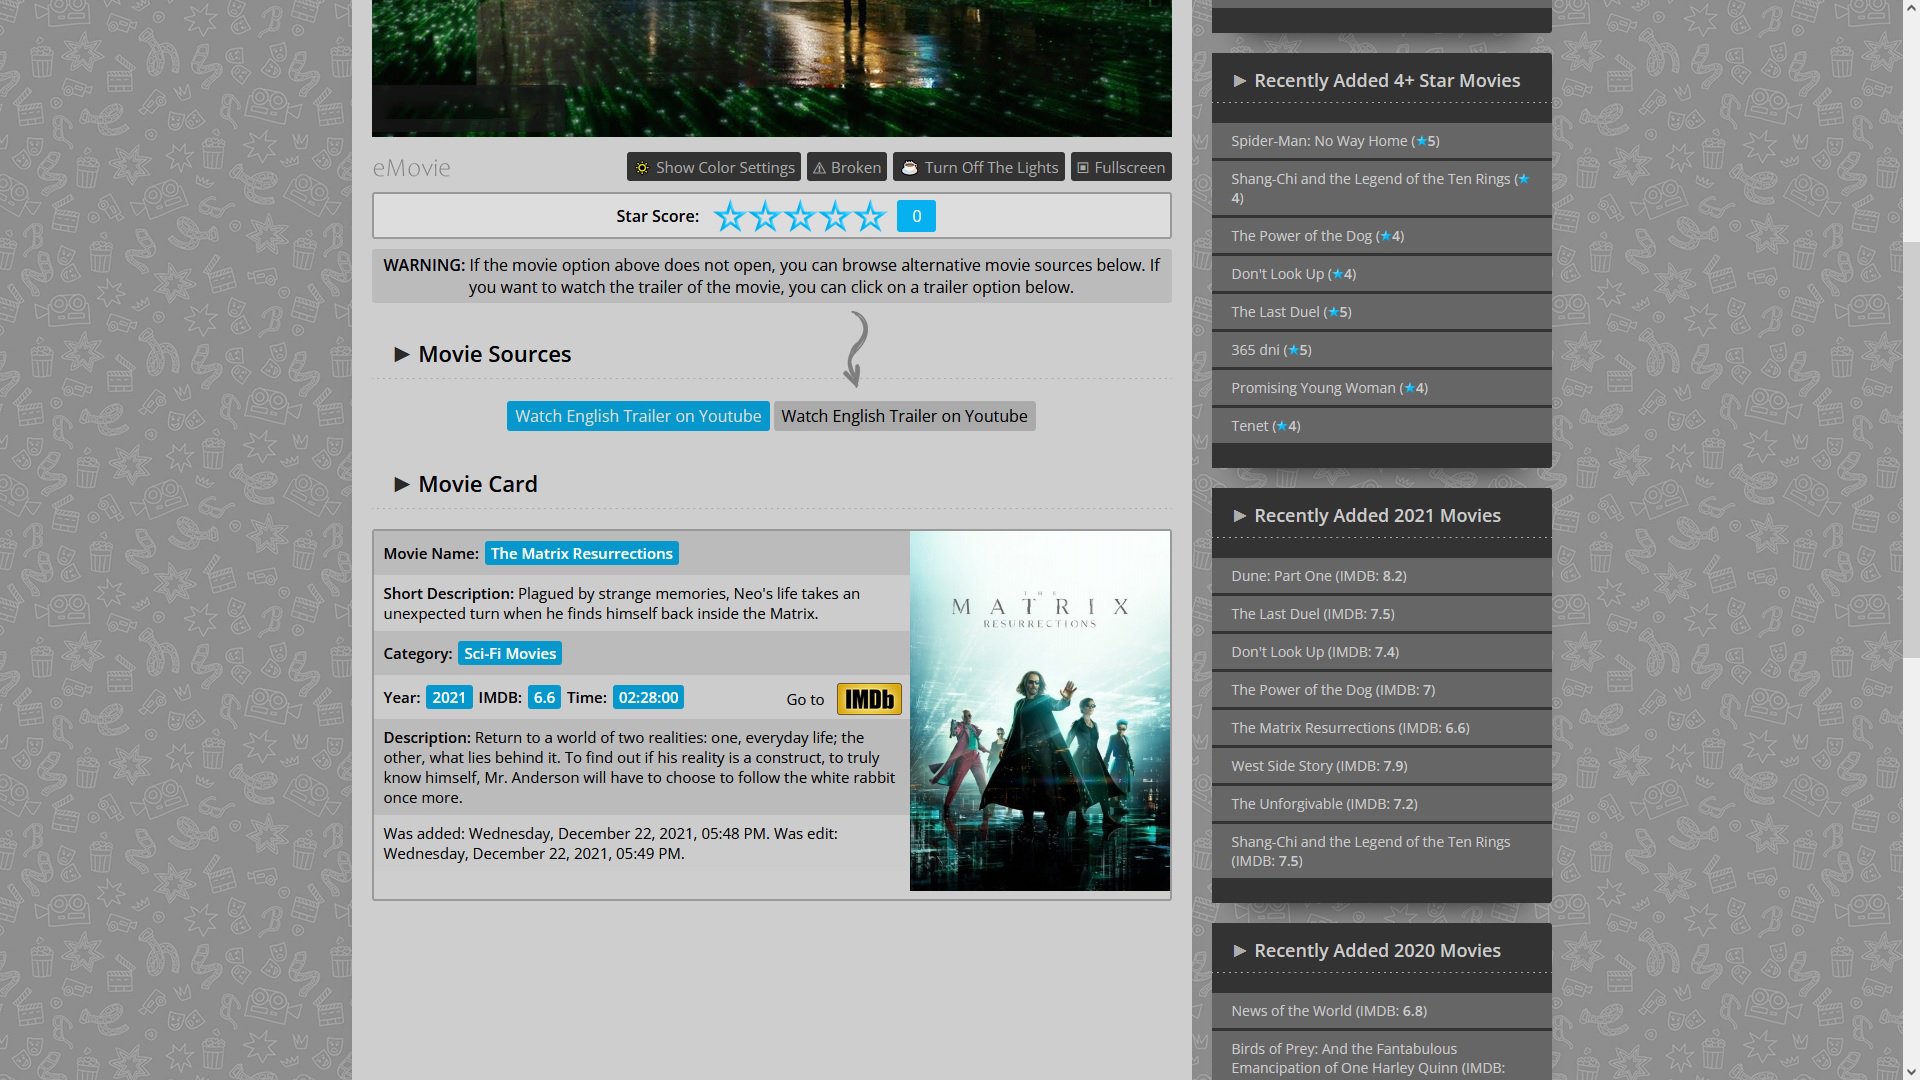 eMovie
Show Color Settings
Broken
Turn Off The Lights
Fullscreen
Star Score: 0
WARNING: If the movie option above does not open, you can browse alternative movie sources below. If
you want to watch the trailer of the movie, you can click on a trailer option below.
Movie Sources
Watch English Trailer on Youtube
Watch English Trailer on Youtube
Movie Card
Movie Name: The Matrix Resurrections
Short Description: Plagued by strange memories, Neo's life takes an
unexpected turn when he finds himself back inside the Matrix.
Category: Sci-Fi Movies
Year: 2021 IMDB: 6.6 Time: 02:28:00
Go to IMDb
Description: Return to a world of two realities: one, everyday life; the
other, what lies behind it. To find out if his reality is a construct, to truly
know himself, Mr. Anderson will have to choose to follow the white rabbit
once more.
Was added: Wednesday, December 22, 2021, 05:48 PM. Was edit:
Wednesday, December 22, 2021, 05:49 PM.
THE
MATRIX
RESURRECTIONS
Recently Added 4+ Star Movies
Spider-Man: No Way Home (★5)
Shang-Chi and the Legend of the Ten Rings (★
4)
The Power of the Dog (★4)
Don't Look Up (★4)
The Last Duel (★5)
365 dni (★5)
Promising Young Woman (★4)
Tenet (★4)
Recently Added 2021 Movies
Dune: Part One (IMDB: 8.2)
The Last Duel (IMDB: 7.5)
Don't Look Up (IMDB: 7.4)
The Power of the Dog (IMDB: 7)
The Matrix Resurrections (IMDB: 6.6)
West Side Story (IMDB: 7.9)
The Unforgivable (IMDB: 7.2)
Shang-Chi and the Legend of the Ten Rings
(IMDB: 7.5)
Recently Added 2020 Movies
News of the World (IMDB: 6.8)
Birds of Prey: And the Fantabulous
Emancipation of One Harley Quinn (IMDB: